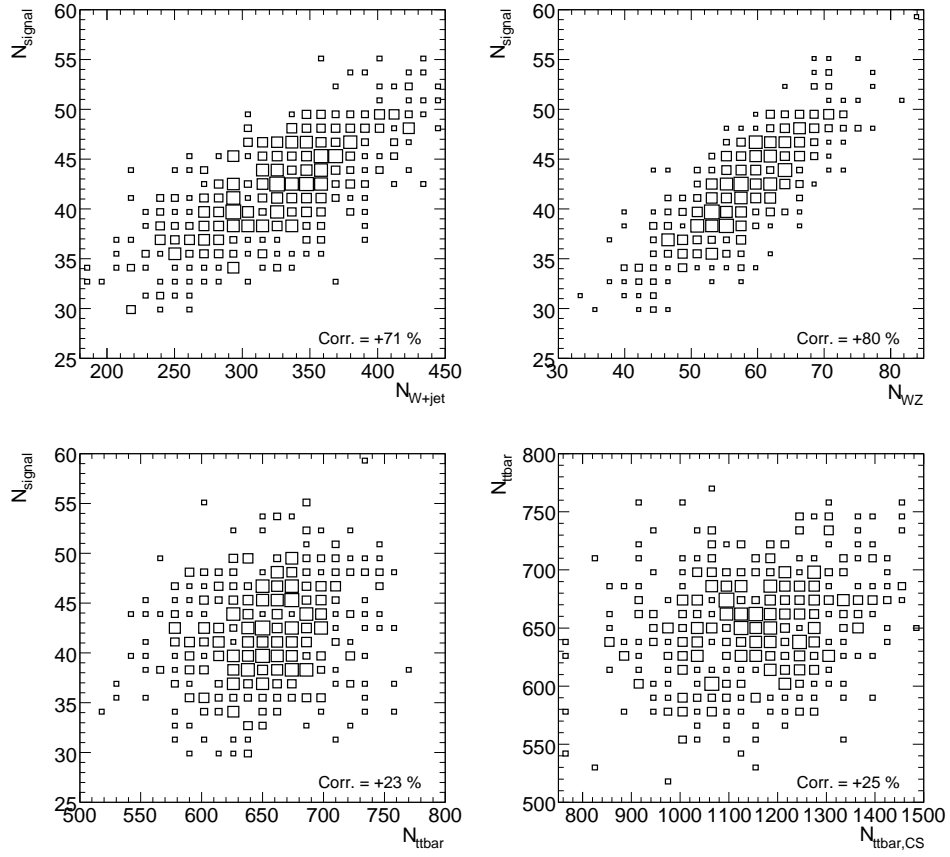 N_signal
60
55
50
45
40
35
30
25
Corr. = +71 %
200 250 300 350 400 450
N_W+jet
N_signal
60
55
50
45
40
35
30
25
Corr. = +80 %
30 40 50 60 70 80
N_WZ
N_signal
60
55
50
45
40
35
30
25
Corr. = +23 %
500 550 600 650 700 750 800
N_ttbar
N_ttbar
800
750
700
650
600
550
500
Corr. = +25 %
800 900 1000 1100 1200 1300 1400 1500
N_ttbar,CS